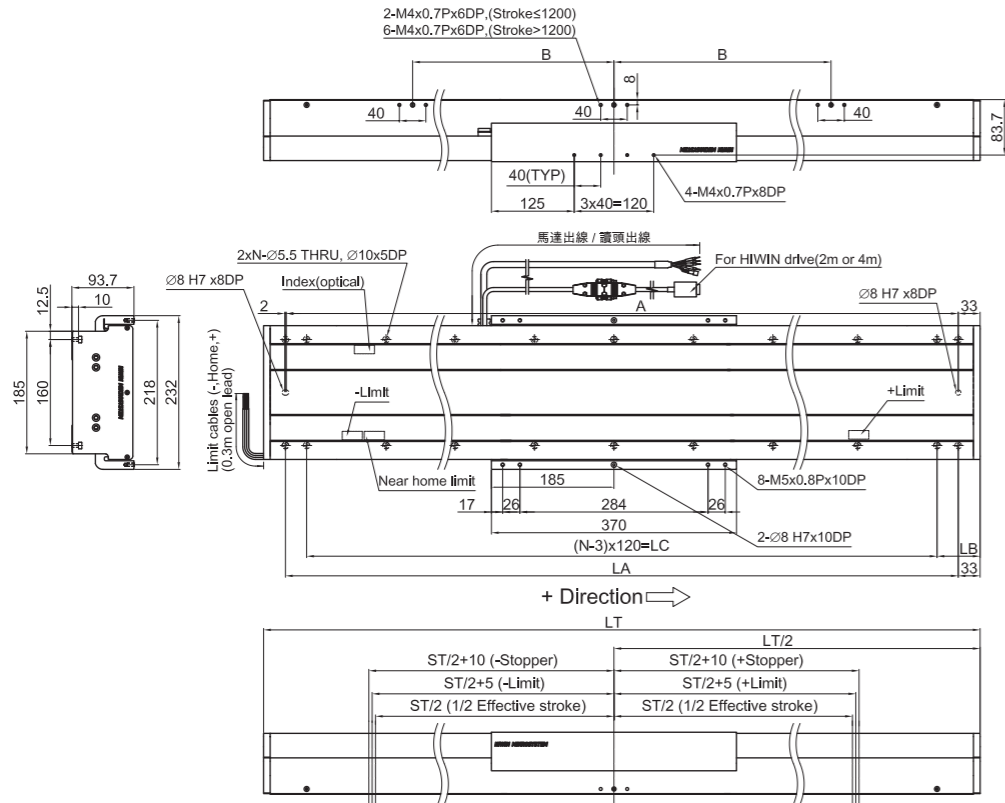 2-M4x0.7Px6DP,(Stroke≤1200)
6-M4x0.7Px6DP,(Stroke>1200)
B
B
8
40
40
40
83.7
40(TYP)
125
3x40=120
4-M4x0.7Px8DP
馬達出線 / 讀頭出線
2xN-Ø5.5 THRU, Ø10x5DP
For HIWIN drive(2m or 4m)
Ø8 H7 x8DP
Index(optical)
Ø8 H7 x8DP
93.7
10
12.5
2
A
33
185
160
218
232
Limit cables (-,Home,+)
(0.3m open lead)
-LImIt
+Limit
Near home limit
185
8-M5x0.8Px10DP
17
26
284
26
370
2-Ø8 H7x10DP
(N-3)x120=LC
LB
LA
33
+ Direction
LT
LT/2
ST/2+10 (-Stopper)
ST/2+10 (+Stopper)
ST/2+5 (-Limit)
ST/2+5 (+Limit)
ST/2 (1/2 Effective stroke)
ST/2 (1/2 Effective stroke)